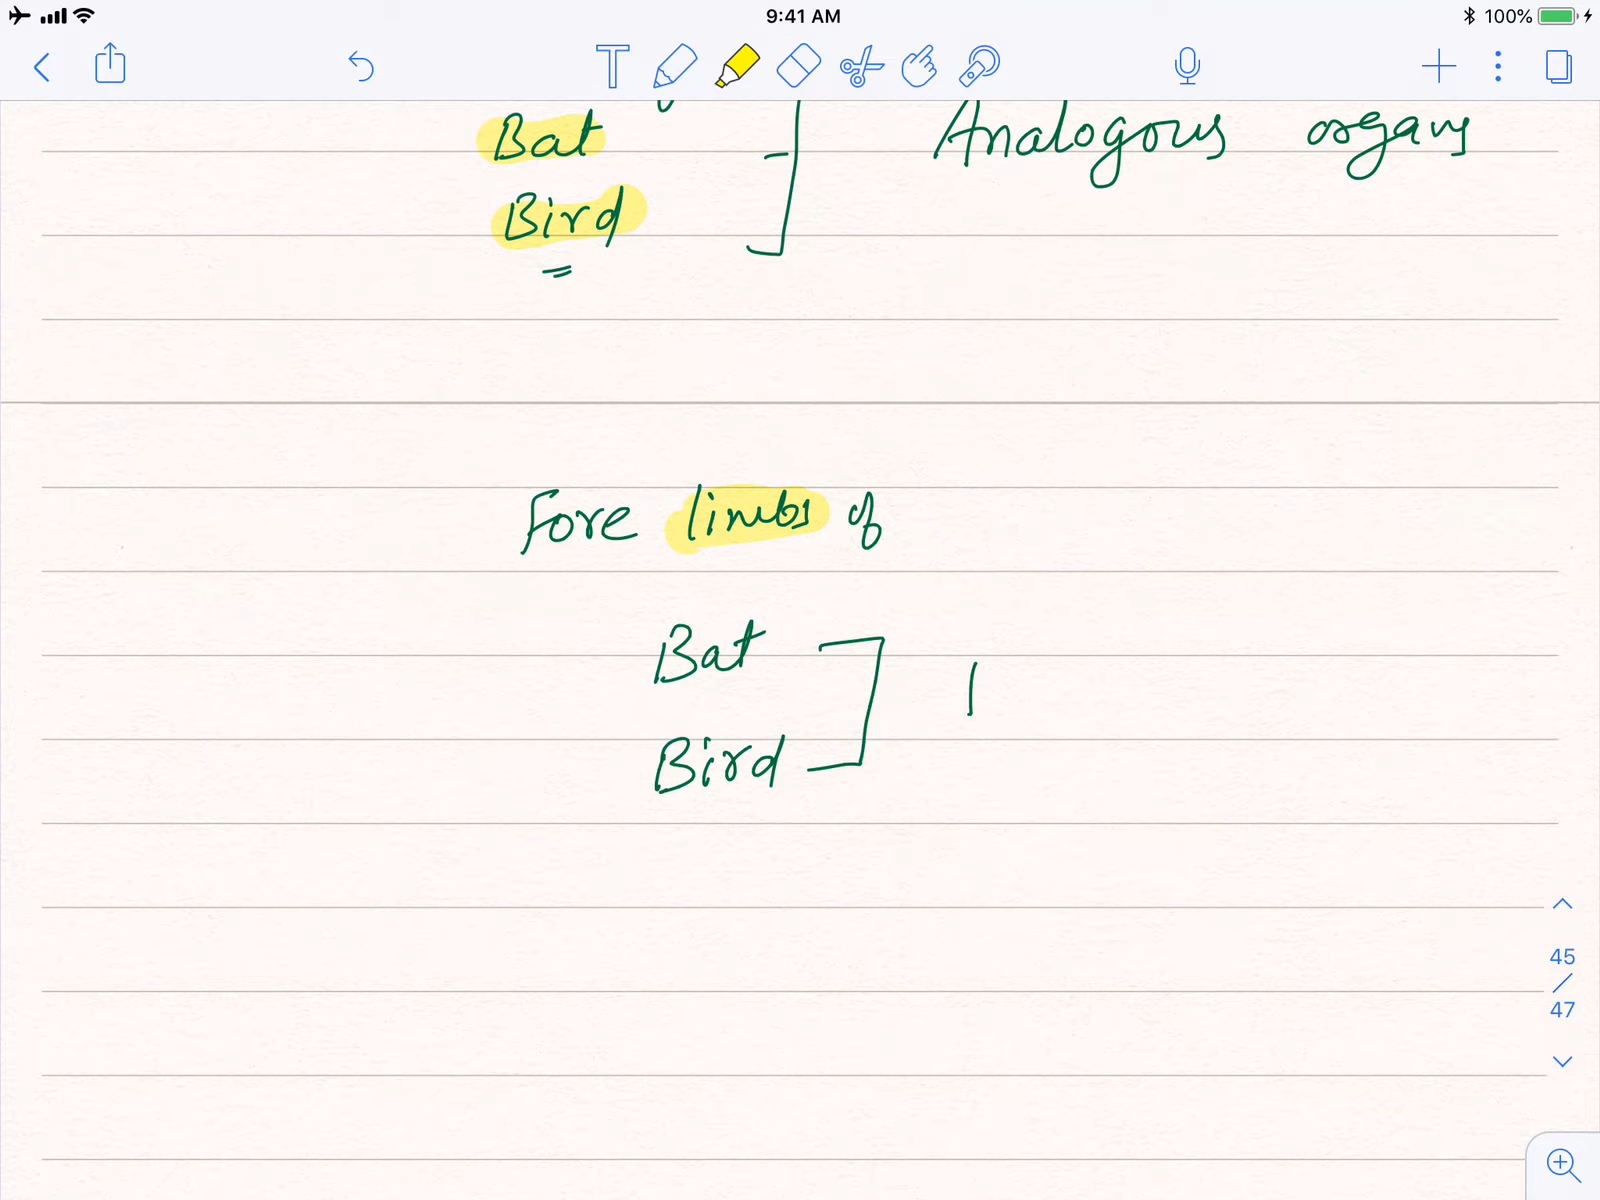 9:41 AM
100%
T
Bat
Analogous organs
Bird
Fore limbs of
Bat
Bird
45
/
47